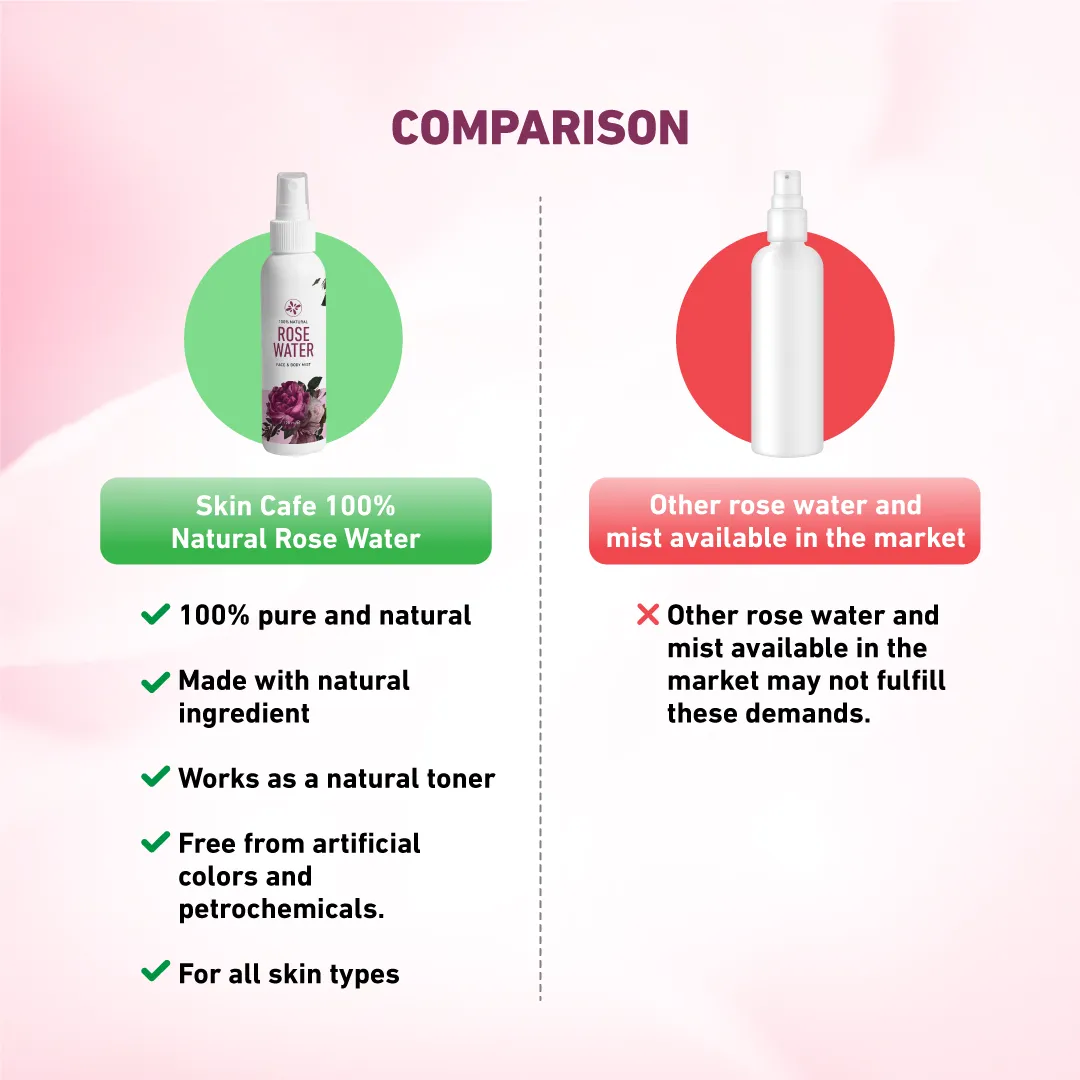 COMPARISON
100% NATURAL
ROSE
WATER
FACE & BODY MIST
Skin Cafe 100%
Natural Rose Water
100% pure and natural
Made with natural
ingredient
Works as a natural toner
Free from artificial
colors and
petrochemicals.
For all skin types
Other rose water and
mist available in the market
Other rose water and
mist available in the
market may not fulfill
these demands.